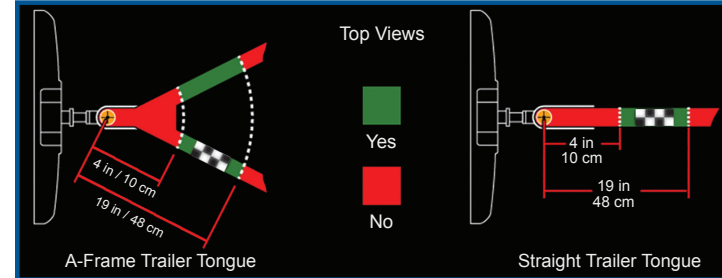 Top Views
Yes
No
4 in / 10 cm
19 in / 48 cm
A-Frame Trailer Tongue
4 in
10 cm
19 in
48 cm
Straight Trailer Tongue